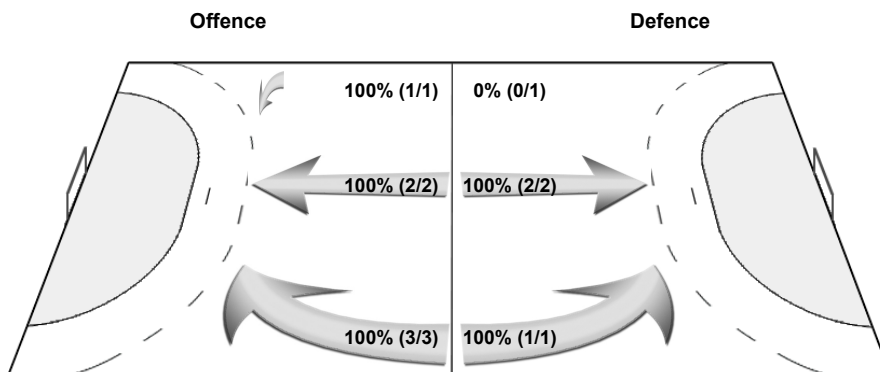 Offence Defence
100% (1/1) 0% (0/1)
100% (2/2) 100% (2/2)
100% (3/3) 100% (1/1)